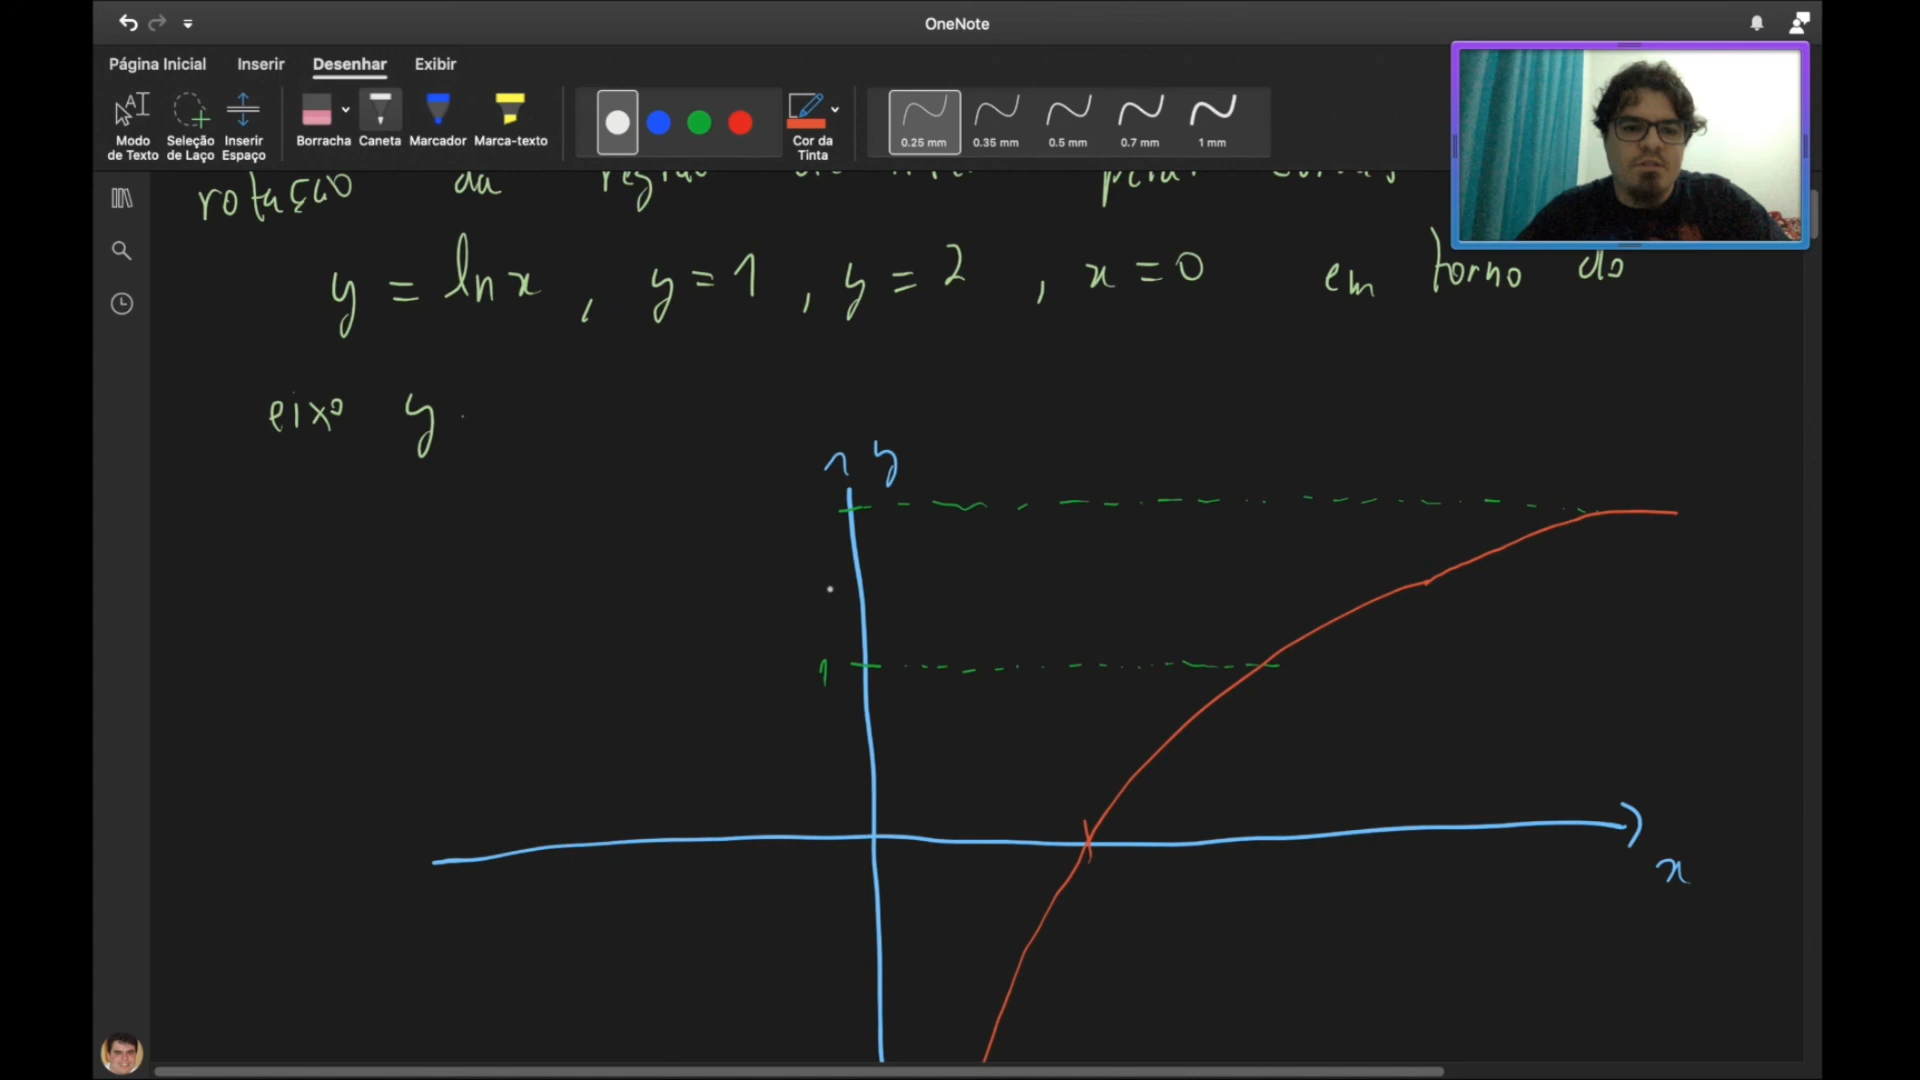 OneNote
Página Inicial Inserir Desenhar Exibir
Modo de Texto Seleção de Laço Inserir Espaço Borracha Caneta Marcador Marca-texto Cor da Tinta 0.25 mm 0.35 mm 0.5 mm 0.7 mm 1 mm
rotação da região
y = ln x , y = 1 , y = 2 , x = 0 em torno do
eixo y.
y
1
x